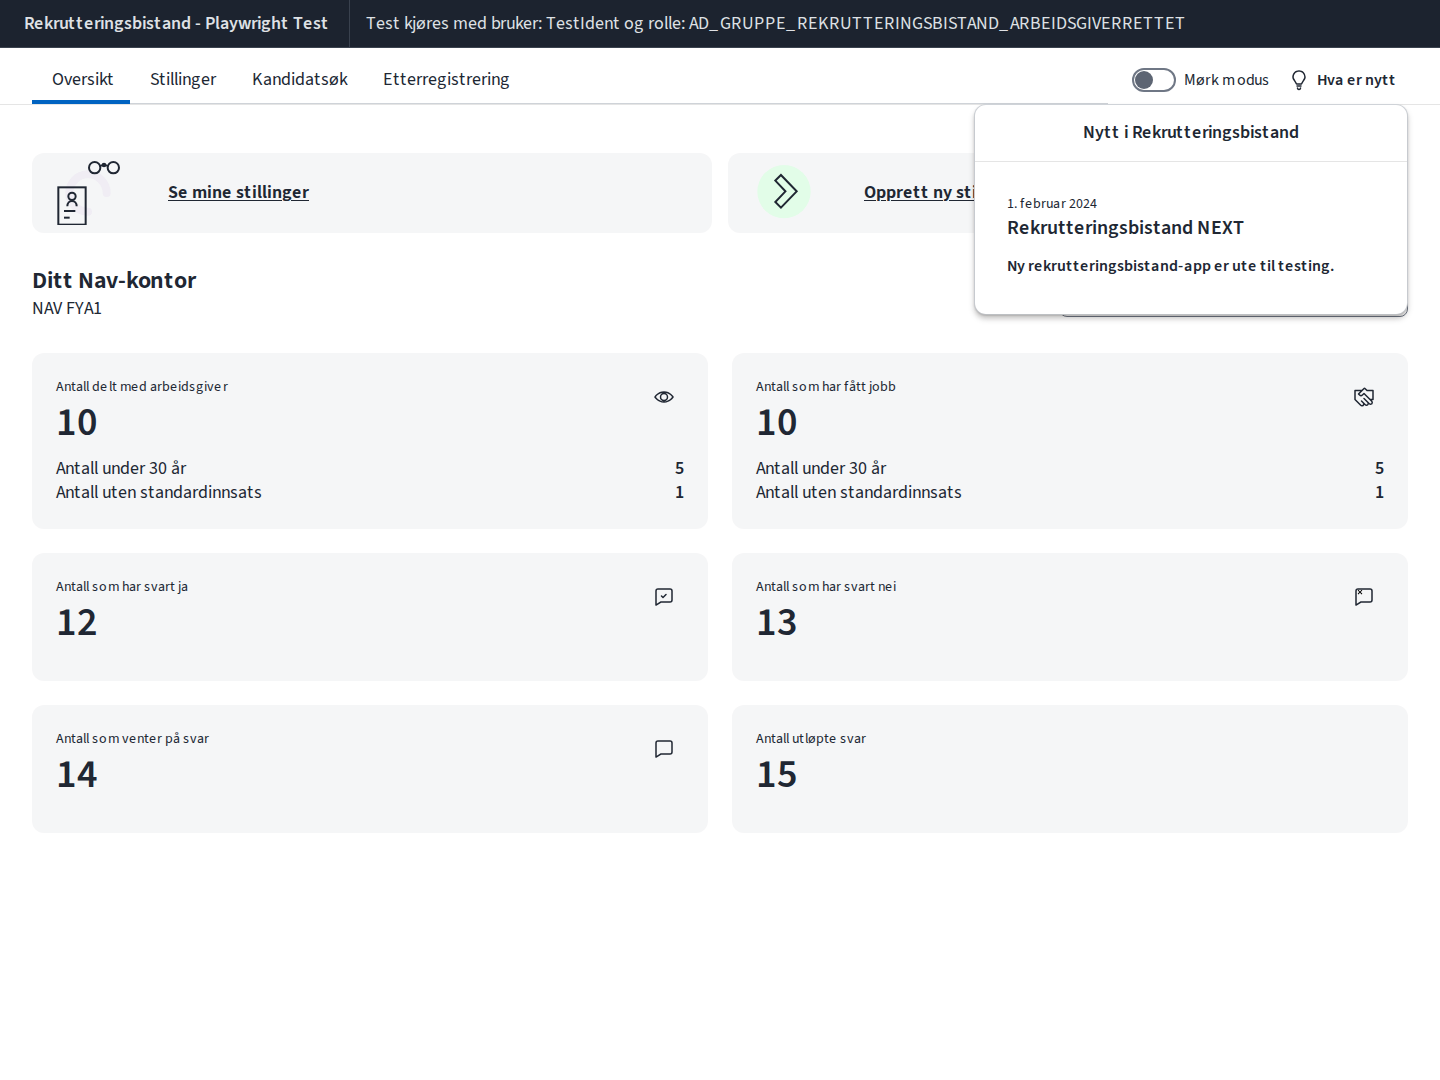 Rekrutteringsbistand - Playwright Test
Test kjøres med bruker: TestIdent og rolle: AD_GRUPPE_REKRUTTERINGSBISTAND_ARBEIDSGIVERRETTET
Oversikt
Stillinger
Kandidatsøk
Etterregistrering
Mørk modus
Hva er nytt
Nytt i Rekrutteringsbistand
1. februar 2024
Rekrutteringsbistand NEXT
Ny rekrutteringsbistand-app er ute til testing.
Se mine stillinger
Opprett ny sti
Ditt Nav-kontor
NAV FYA1
Antall delt med arbeidsgiver
10
Antall under 30 år 5
Antall uten standardinnsats 1
Antall som har fått jobb
10
Antall under 30 år 5
Antall uten standardinnsats 1
Antall som har svart ja
12
Antall som har svart nei
13
Antall som venter på svar
14
Antall utløpte svar
15